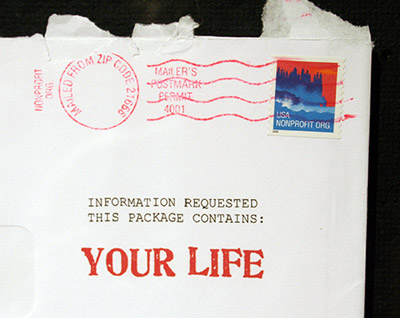 NONPROFIT
ORG
MAILED FROM ZIP CODE 21666
MAILER'S
POSTMARK
PERMIT
4001
USA
NONPROFIT ORG.
INFORMATION REQUESTED
THIS PACKAGE CONTAINS:
YOUR LIFE